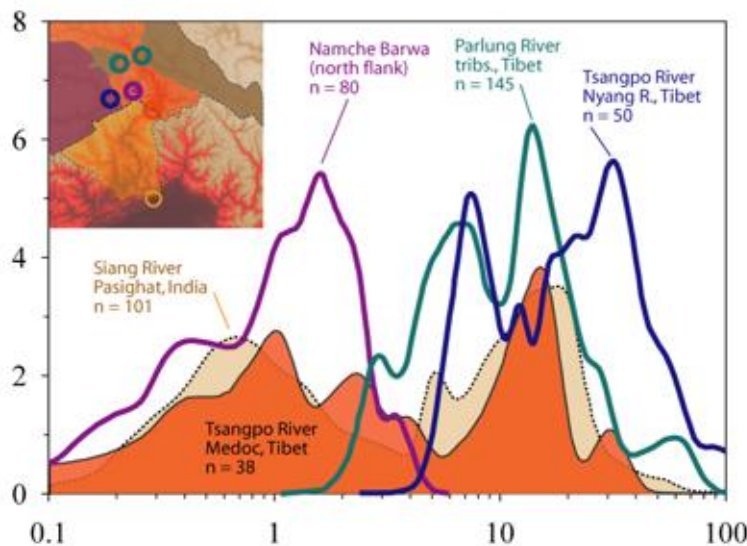 8
6
4
2
0
Namche Barwa
(north flank)
n = 80
Parlung River
tribs., Tibet
n = 145
Tsangpo River
Nyang R., Tibet
n = 50
Siang River
Pasighat, India
n = 101
Tsangpo River
Medoc, Tibet
n = 38
0.1
1
10
100